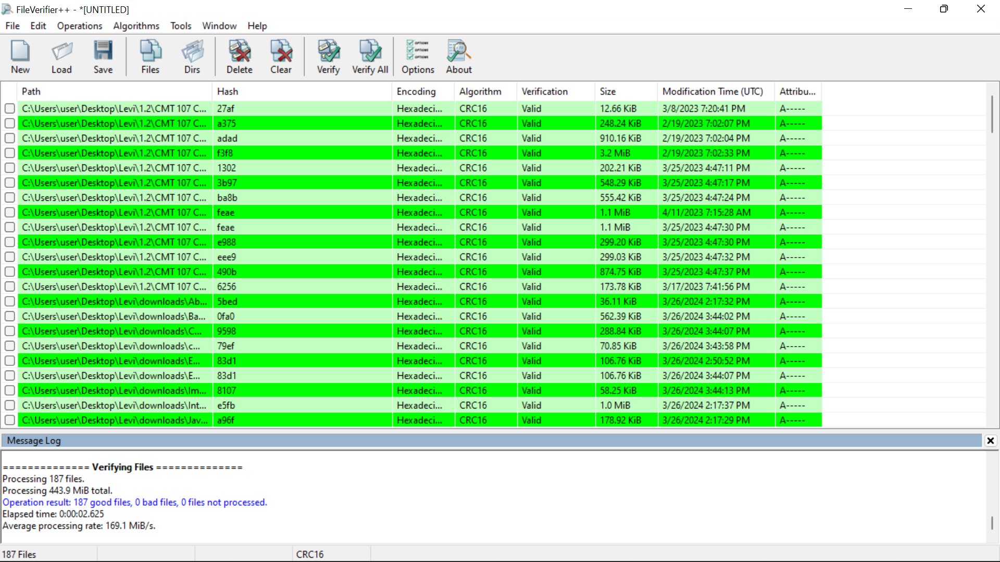 FileVerifier++ - *[UNTITLED]
File Edit Operations Algorithms Tools Window Help
New Load Save Files Dirs Delete Clear Verify Verify All Options About
Path Hash Encoding Algorithm Verification Size Modification Time (UTC) Attribu...
C:\Users\user\Desktop\Levi\1.2\CMT 107 C... 27af Hexadeci... CRC16 Valid 12.66 KiB 3/8/2023 7:20:41 PM A-----
C:\Users\user\Desktop\Levi\1.2\CMT 107 C... a375 Hexadeci... CRC16 Valid 248.24 KiB 2/19/2023 7:02:07 PM A-----
C:\Users\user\Desktop\Levi\1.2\CMT 107 C... adad Hexadeci... CRC16 Valid 910.16 KiB 2/19/2023 7:02:04 PM A-----
C:\Users\user\Desktop\Levi\1.2\CMT 107 C... f3f8 Hexadeci... CRC16 Valid 3.2 MiB 2/19/2023 7:02:33 PM A-----
C:\Users\user\Desktop\Levi\1.2\CMT 107 C... 1302 Hexadeci... CRC16 Valid 202.21 KiB 3/25/2023 4:47:11 PM A-----
C:\Users\user\Desktop\Levi\1.2\CMT 107 C... 3b97 Hexadeci... CRC16 Valid 548.29 KiB 3/25/2023 4:47:17 PM A-----
C:\Users\user\Desktop\Levi\1.2\CMT 107 C... ba8b Hexadeci... CRC16 Valid 555.42 KiB 3/25/2023 4:47:24 PM A-----
C:\Users\user\Desktop\Levi\1.2\CMT 107 C... feae Hexadeci... CRC16 Valid 1.1 MiB 4/11/2023 7:15:28 AM A-----
C:\Users\user\Desktop\Levi\1.2\CMT 107 C... feae Hexadeci... CRC16 Valid 1.1 MiB 3/25/2023 4:47:30 PM A-----
C:\Users\user\Desktop\Levi\1.2\CMT 107 C... e988 Hexadeci... CRC16 Valid 299.20 KiB 3/25/2023 4:47:30 PM A-----
C:\Users\user\Desktop\Levi\1.2\CMT 107 C... eee9 Hexadeci... CRC16 Valid 299.03 KiB 3/25/2023 4:47:32 PM A-----
C:\Users\user\Desktop\Levi\1.2\CMT 107 C... 490b Hexadeci... CRC16 Valid 874.75 KiB 3/25/2023 4:47:37 PM A-----
C:\Users\user\Desktop\Levi\1.2\CMT 107 C... 6256 Hexadeci... CRC16 Valid 173.78 KiB 3/17/2023 7:41:56 PM A-----
C:\Users\user\Desktop\Levi\downloads\Ab... 5bed Hexadeci... CRC16 Valid 36.11 KiB 3/26/2024 2:17:32 PM A-----
C:\Users\user\Desktop\Levi\downloads\Ba... 0fa0 Hexadeci... CRC16 Valid 562.39 KiB 3/26/2024 3:44:02 PM A-----
C:\Users\user\Desktop\Levi\downloads\C... 9598 Hexadeci... CRC16 Valid 288.84 KiB 3/26/2024 3:44:07 PM A-----
C:\Users\user\Desktop\Levi\downloads\c... 79ef Hexadeci... CRC16 Valid 70.85 KiB 3/26/2024 3:43:58 PM A-----
C:\Users\user\Desktop\Levi\downloads\E... 83d1 Hexadeci... CRC16 Valid 106.76 KiB 3/26/2024 2:50:52 PM A-----
C:\Users\user\Desktop\Levi\downloads\E... 83d1 Hexadeci... CRC16 Valid 106.76 KiB 3/26/2024 3:44:07 PM A-----
C:\Users\user\Desktop\Levi\downloads\Im... 8107 Hexadeci... CRC16 Valid 58.25 KiB 3/26/2024 3:44:13 PM A-----
C:\Users\user\Desktop\Levi\downloads\Int... e5fb Hexadeci... CRC16 Valid 1.0 MiB 3/26/2024 2:17:37 PM A-----
C:\Users\user\Desktop\Levi\downloads\Jav... a96f Hexadeci... CRC16 Valid 178.92 KiB 3/26/2024 2:17:29 PM A-----
Message Log
============== Verifying Files ==============
Processing 187 files.
Processing 443.9 MiB total.
Operation result: 187 good files, 0 bad files, 0 files not processed.
Elapsed time: 0:00:02.625
Average processing rate: 169.1 MiB/s.
187 Files CRC16